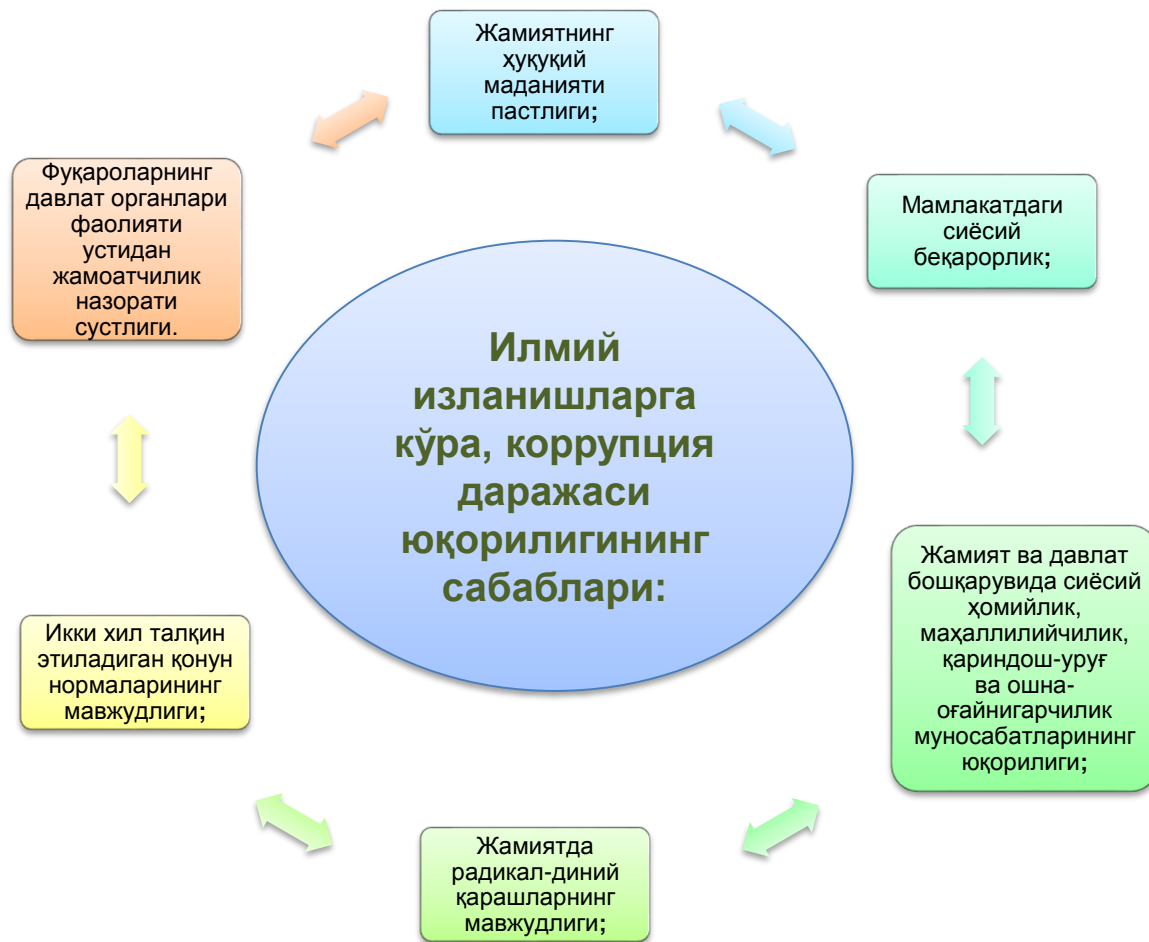 Жамиятнинг
ҳуқуқий
маданияти
пастлиги;
Фуқароларнинг
давлат органлари
фаолияти
устидан
жамоатчилик
назорати
сустлиги.
Мамлакатдаги
сиёсий
беқарорлик;
Илмий
изланишларга
кўра, коррупция
даражаси
юқорилигининг
сабаблари:
Жамият ва давлат
бошқарувида сиёсий
ҳомийлик,
маҳаллилийчилик,
қариндош-уруғ
ва ошна-
оғайнигарчилик
муносабатларининг
юқорилиги;
Икки хил талқин
этиладиган қонун
нормаларининг
мавжудлиги;
Жамиятда
радикал-диний
қарашларнинг
мавжудлиги;